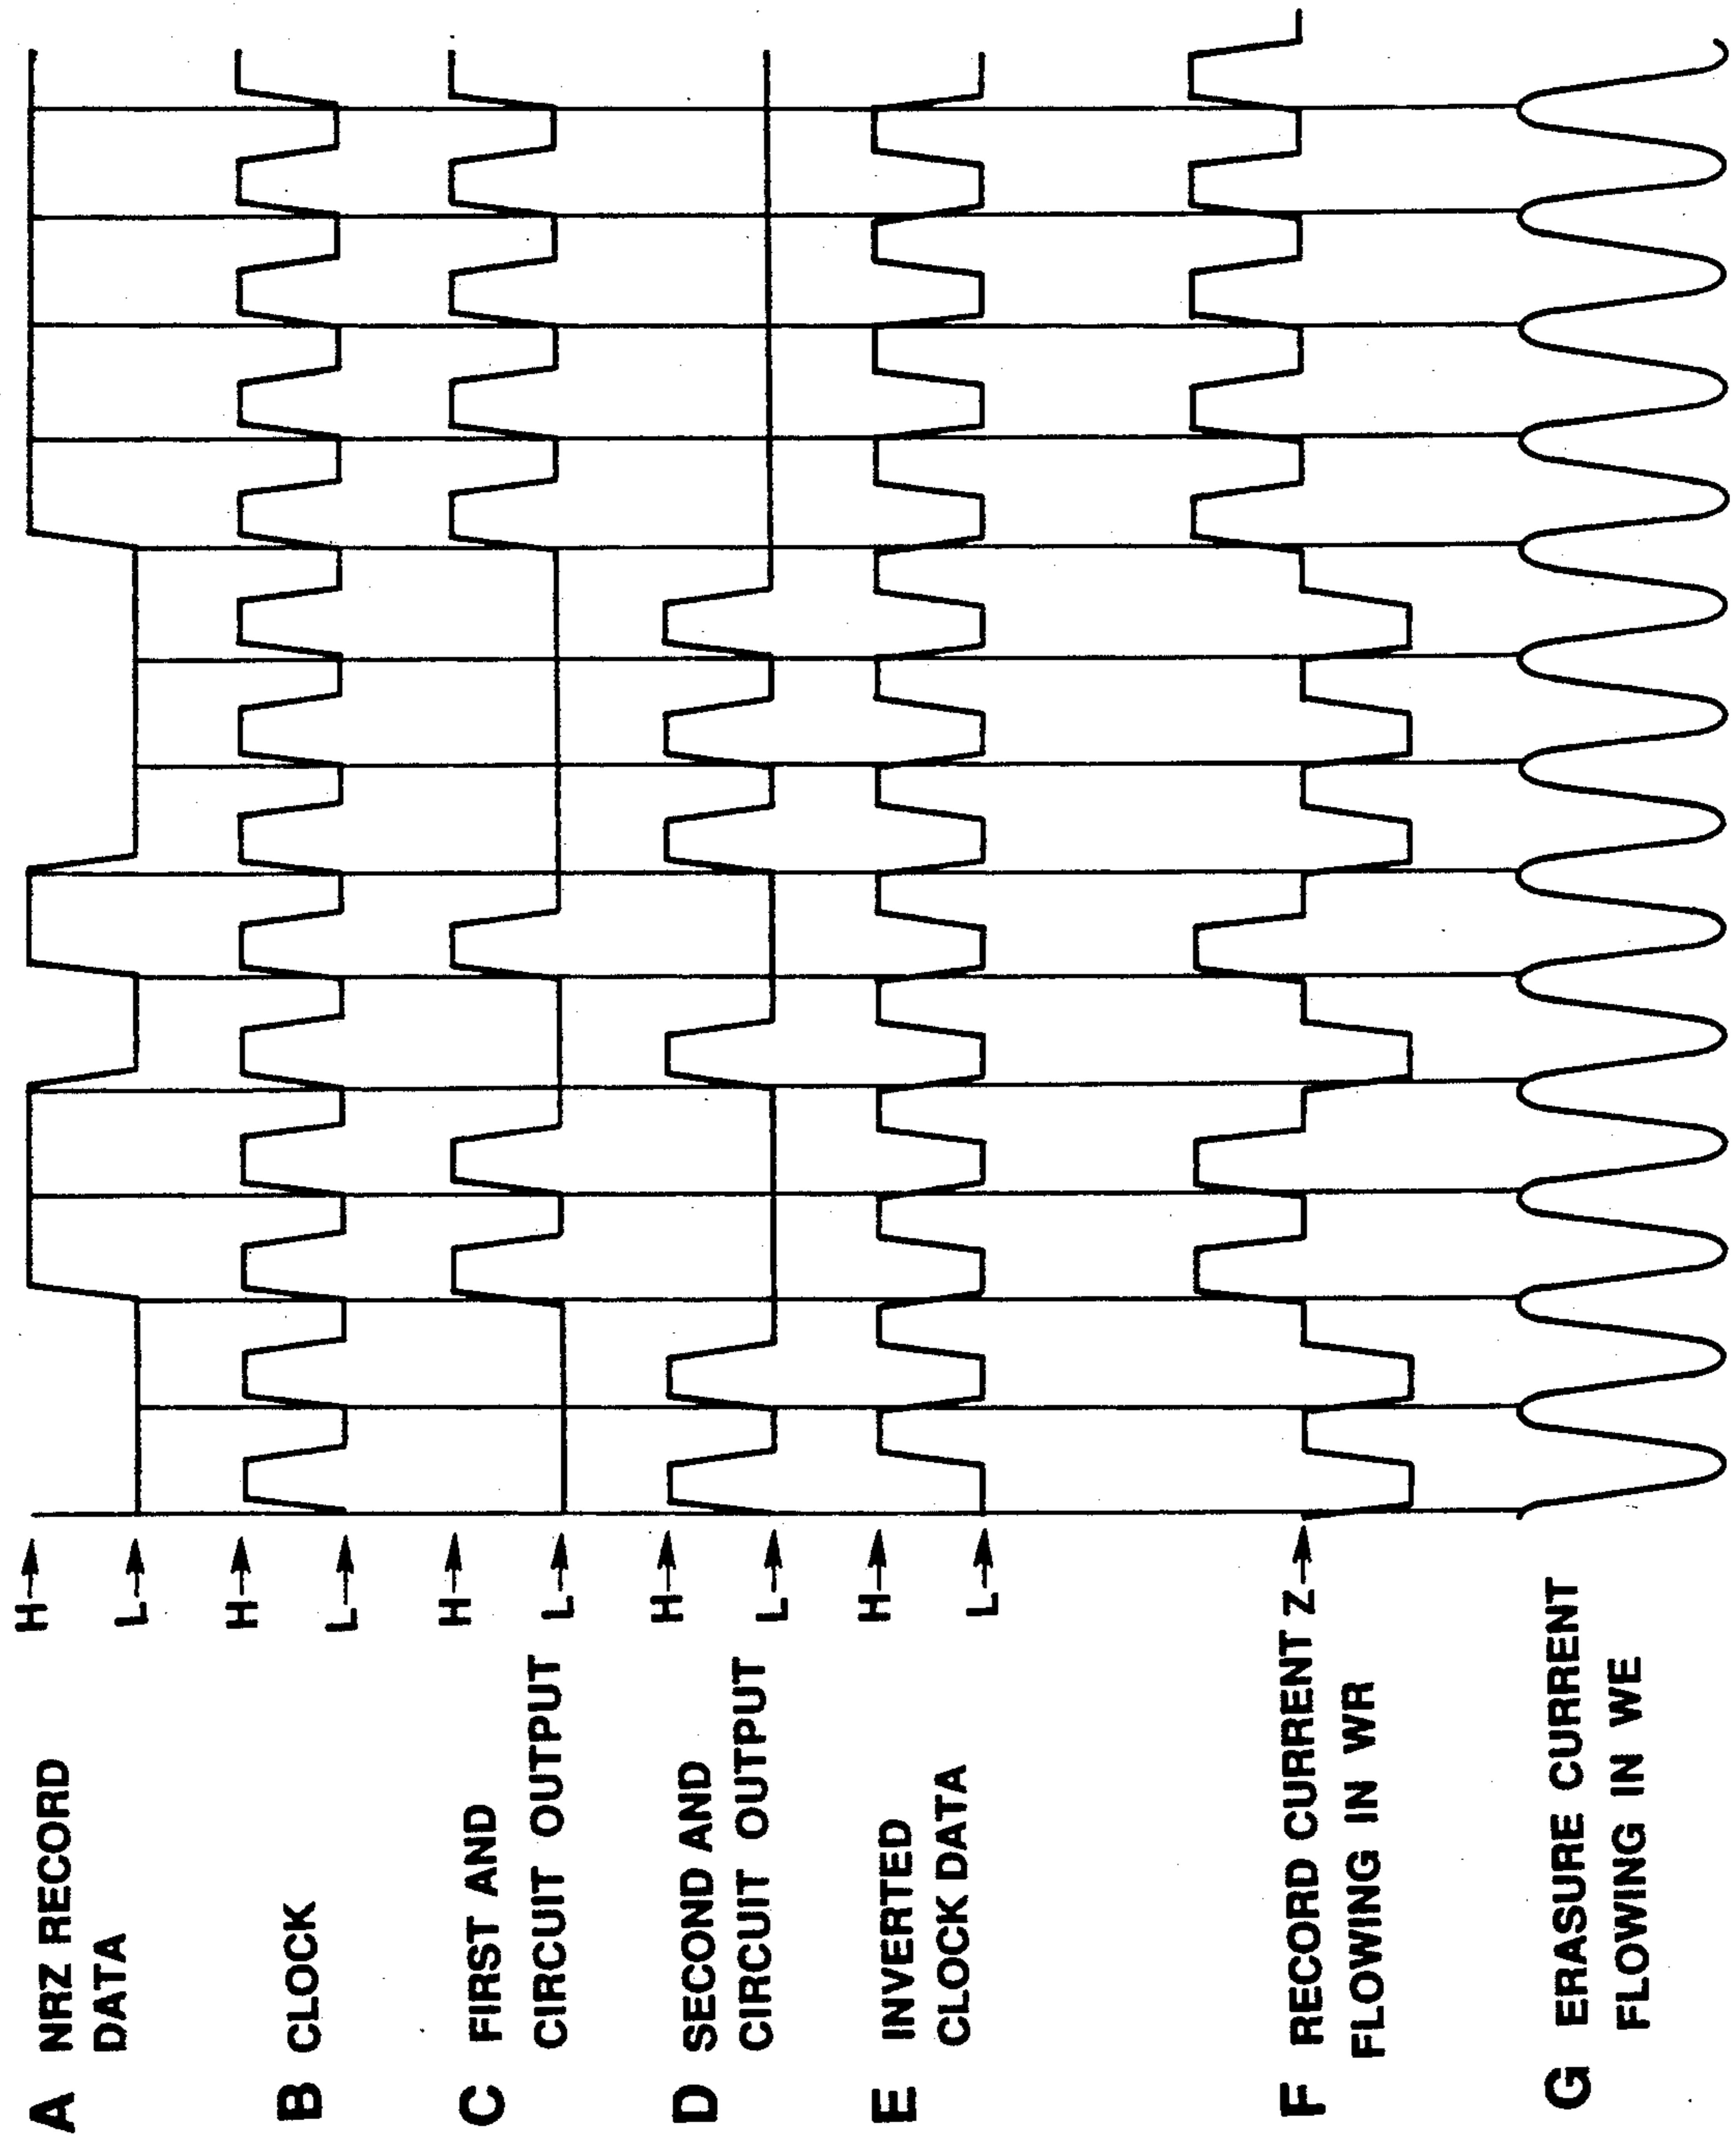 A NRZ RECORD
DATA
H
L
B CLOCK
H
L
C FIRST AND
CIRCUIT OUTPUT
H
L
D SECOND AND
CIRCUIT OUTPUT
H
L
E INVERTED
CLOCK DATA
H
L
F RECORD CURRENT Z
FLOWING IN WR
G ERASURE CURRENT
FLOWING IN WE